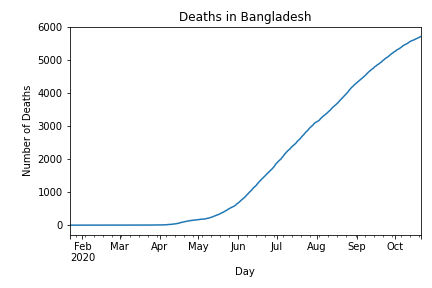 Deaths in Bangladesh
Number of Deaths
6000
5000
4000
3000
2000
1000
0
Feb Mar Apr May Jun Jul Aug Sep Oct
2020
Day